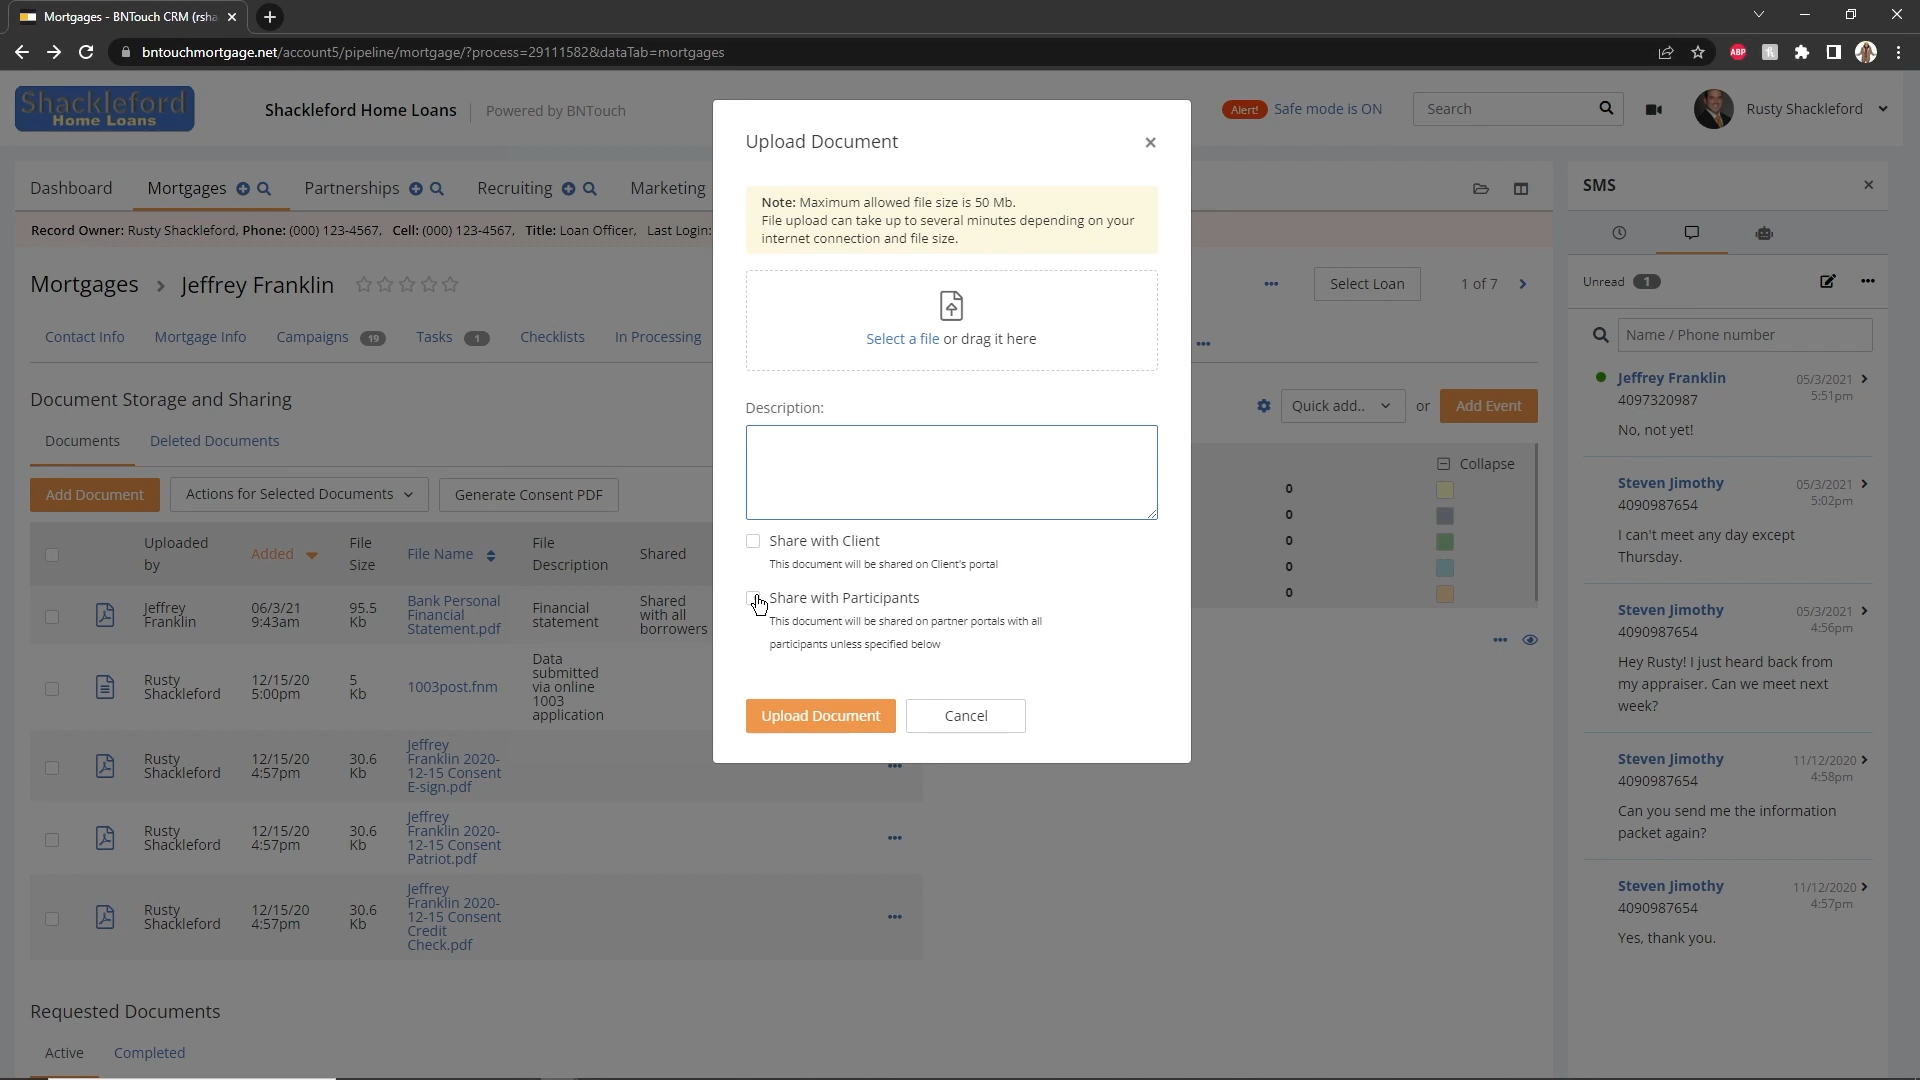 Mortgages - BNTouch CRM (rsha
bntouchmortgage.net/account5/pipeline/mortgage/?process=29111582&dataTab=mortgages
ABP
Shackleford
Home Loans
Shackleford Home Loans
Powered by BNTouch
Alert!
Safe mode is ON
Search
Rusty Shackleford
Dashboard
Mortgages
Partnerships
Recruiting
Marketing
Record Owner: Rusty Shackleford, Phone: (000) 123-4567, Cell: (000) 123-4567, Title: Loan Officer, Last Login:
Mortgages > Jeffrey Franklin
Select Loan
1 of 7
Contact Info
Mortgage Info
Campaigns 19
Tasks 1
Checklists
In Processing
Document Storage and Sharing
Quick add..
or
Add Event
Documents
Deleted Documents
Collapse
Add Document
Actions for Selected Documents
Generate Consent PDF
0
0
0
0
0
Uploaded by
Added
File Size
File Name
File Description
Shared
Jeffrey Franklin
06/3/21 9:43am
95.5 Kb
Bank Personal Financial Statement.pdf
Financial statement
Shared with all borrowers
Rusty Shackleford
12/15/20 5:00pm
5 Kb
1003post.fnm
Data submitted via online 1003 application
Rusty Shackleford
12/15/20 4:57pm
30.6 Kb
Jeffrey Franklin 2020-12-15 Consent E-sign.pdf
Rusty Shackleford
12/15/20 4:57pm
30.6 Kb
Jeffrey Franklin 2020-12-15 Consent Patriot.pdf
Rusty Shackleford
12/15/20 4:57pm
30.6 Kb
Jeffrey Franklin 2020-12-15 Consent Credit Check.pdf
Requested Documents
Active
Completed
Upload Document
Note: Maximum allowed file size is 50 Mb.
File upload can take up to several minutes depending on your
internet connection and file size.
Select a file or drag it here
Description:
Share with Client
This document will be shared on Client's portal
Share with Participants
This document will be shared on partner portals with all
participants unless specified below
Upload Document
Cancel
SMS
Unread 1
Name / Phone number
Jeffrey Franklin
05/3/2021
4097320987
5:51pm
No, not yet!
Steven Jimothy
05/3/2021
4090987654
5:02pm
I can't meet any day except
Thursday.
Steven Jimothy
05/3/2021
4090987654
4:56pm
Hey Rusty! I just heard back from
my appraiser. Can we meet next
week?
Steven Jimothy
11/12/2020
4090987654
4:58pm
Can you send me the information
packet again?
Steven Jimothy
11/12/2020
4090987654
4:57pm
Yes, thank you.